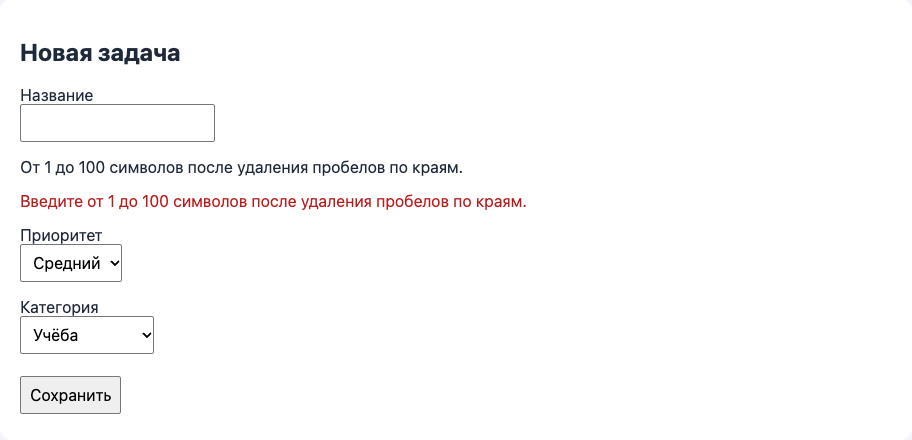 Новая задача
Название
От 1 до 100 символов после удаления пробелов по краям.
Введите от 1 до 100 символов после удаления пробелов по краям.
Приоритет
Средний
Категория
Учёба
Сохранить